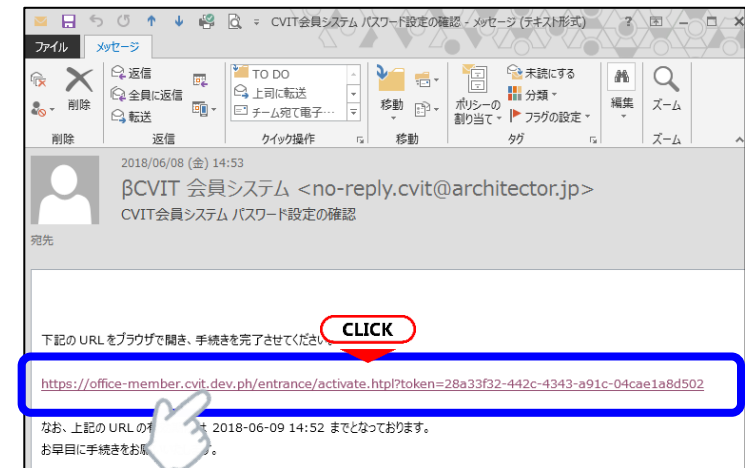 CVIT会員システム パスワード設定の確認 - メッセージ (テキスト形式)
ファイル メッセージ
削除
返信
全員に返信
転送
TO DO
上司に転送
チーム宛て電子…
移動
ポリシーの
割り当て
未読にする
分類
フラグの設定
編集
ズーム
削除 返信 クイック操作 移動 タグ ズーム
2018/06/08 (金) 14:53
βCVIT 会員システム <no-reply.cvit@architector.jp>
CVIT会員システム パスワード設定の確認
宛先
CLICK
下記の URL をブラウザで開き、手続きを完了させてください
https://office-member.cvit.dev.ph/entrance/activate.htpl?token=28a33f32-442c-4343-a91c-04cae1a8d502
なお、上記の URL の 2018-06-09 14:52 までとなっております。
お早目に手続きをお